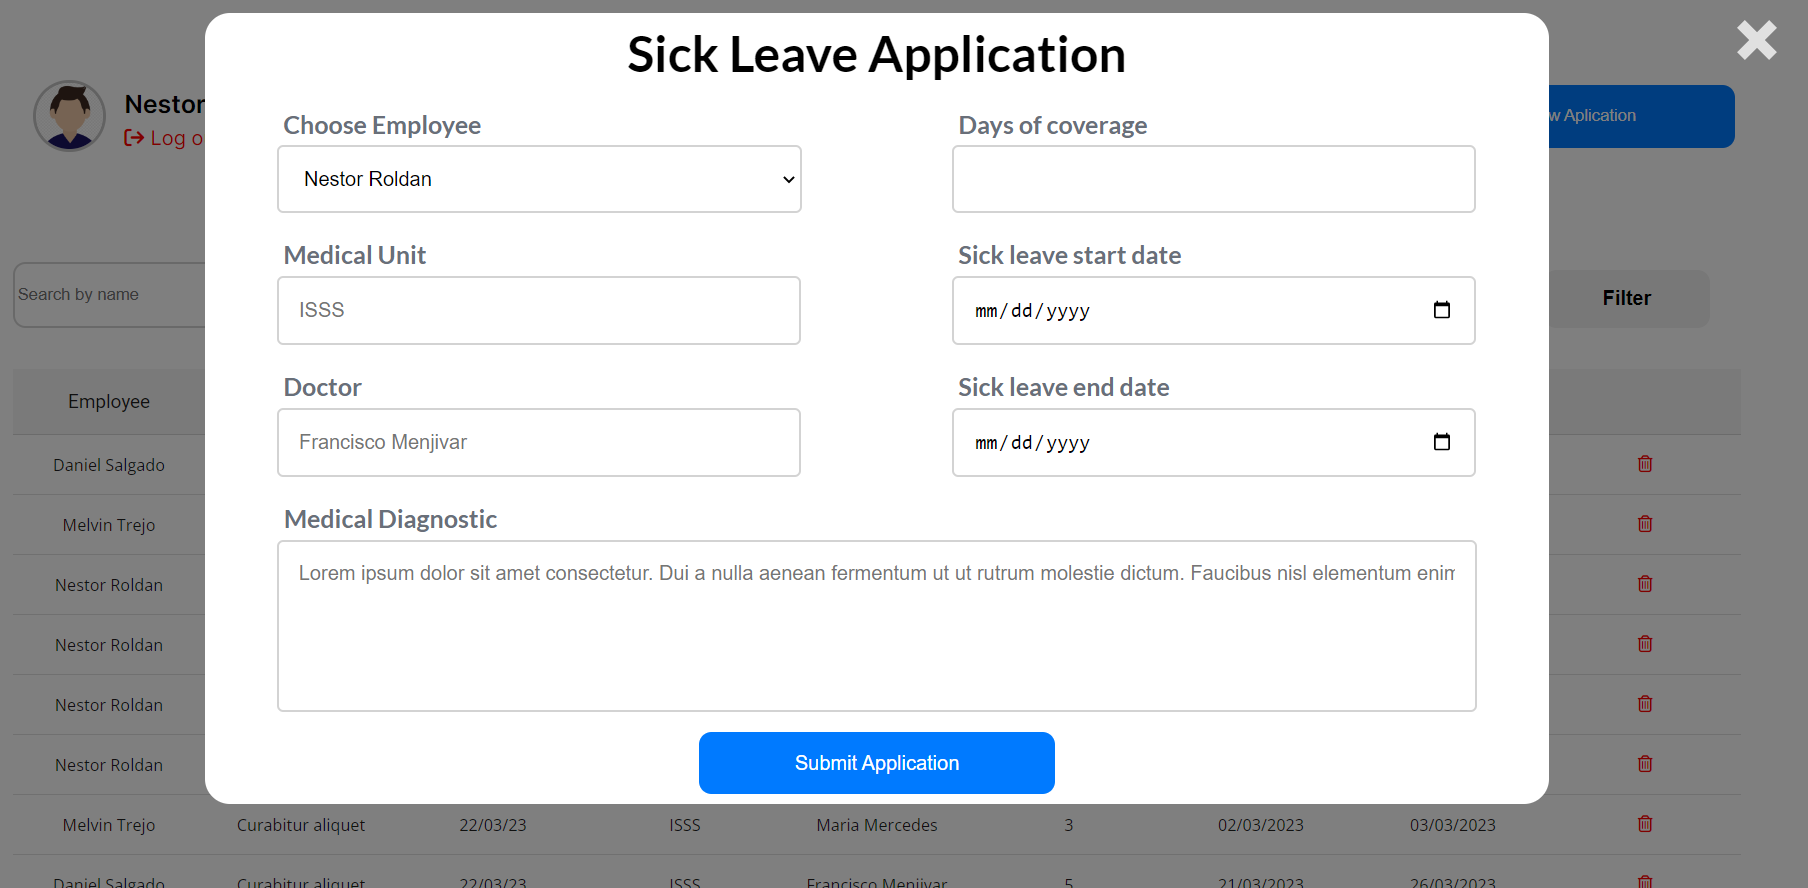 Sick Leave Application
Nestor
Log o
w Aplication
Choose Employee
Days of coverage
Nestor Roldan
Medical Unit
Sick leave start date
Search by name
ISSS
mm/dd/yyyy
Filter
Doctor
Sick leave end date
Employee
Francisco Menjivar
mm/dd/yyyy
Daniel Salgado
Medical Diagnostic
Melvin Trejo
Lorem ipsum dolor sit amet consectetur. Dui a nulla aenean fermentum ut ut rutrum molestie dictum. Faucibus nisl elementum enim
Nestor Roldan
Nestor Roldan
Nestor Roldan
Nestor Roldan
Submit Application
Melvin Trejo Curabitur aliquet 22/03/23 ISSS Maria Mercedes 3 02/03/2023 03/03/2023
Daniel Salgado Curabitur aliquet 22/03/23 ISSS Francisco Menjivar 5 21/03/2023 26/03/2023